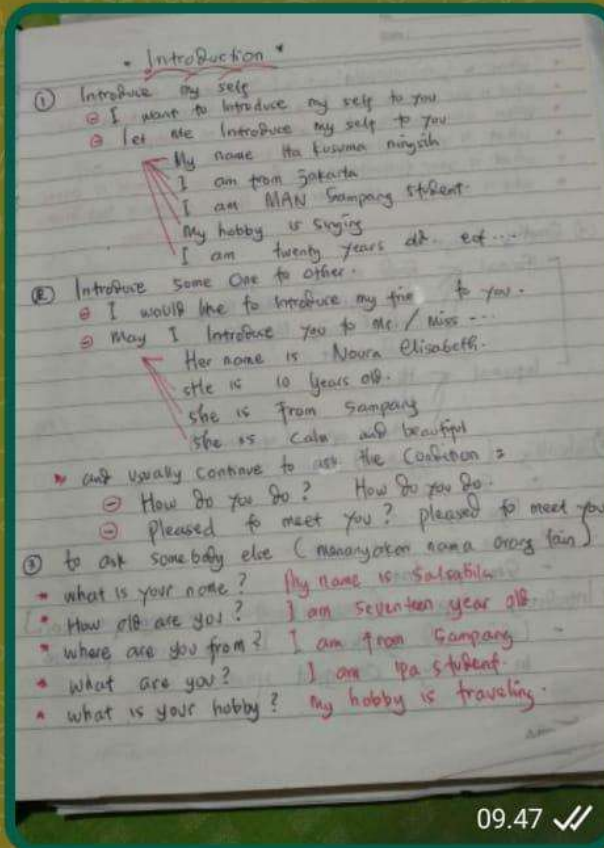 * Introduction *
① Introduce my self
⊖ I want to Introduce my self to you
⊖ let me Introduce my self to you
My name Ita kusuma ningsih
I am from Jakarta
I am MAN Sampang student.
My hobby is singing
I am twenty years old. ect ...
② Introduce some one to other.
⊖ I would like to Introduce my frin to you.
⊖ May I Introduce you to Mr. / Miss ---
Her name is Noura Elisabeth.
sHe is 10 years old.
she is from Sampang
she is calm and beautiful
and usually continue to ask the Condition :
⊖ How do you do ? How do you do.
⊖ pleased to meet you ? pleased to meet you
③ to ask somebody else ( menanyakan nama orang lain )
* what is your name ? My name is Salsabila
* How old are you ? I am seventeen year old
* where are you from ? I am from Sampang
* what are you ? I am ipa student.
* what is your hobby ? my hobby is traveling.
09.47